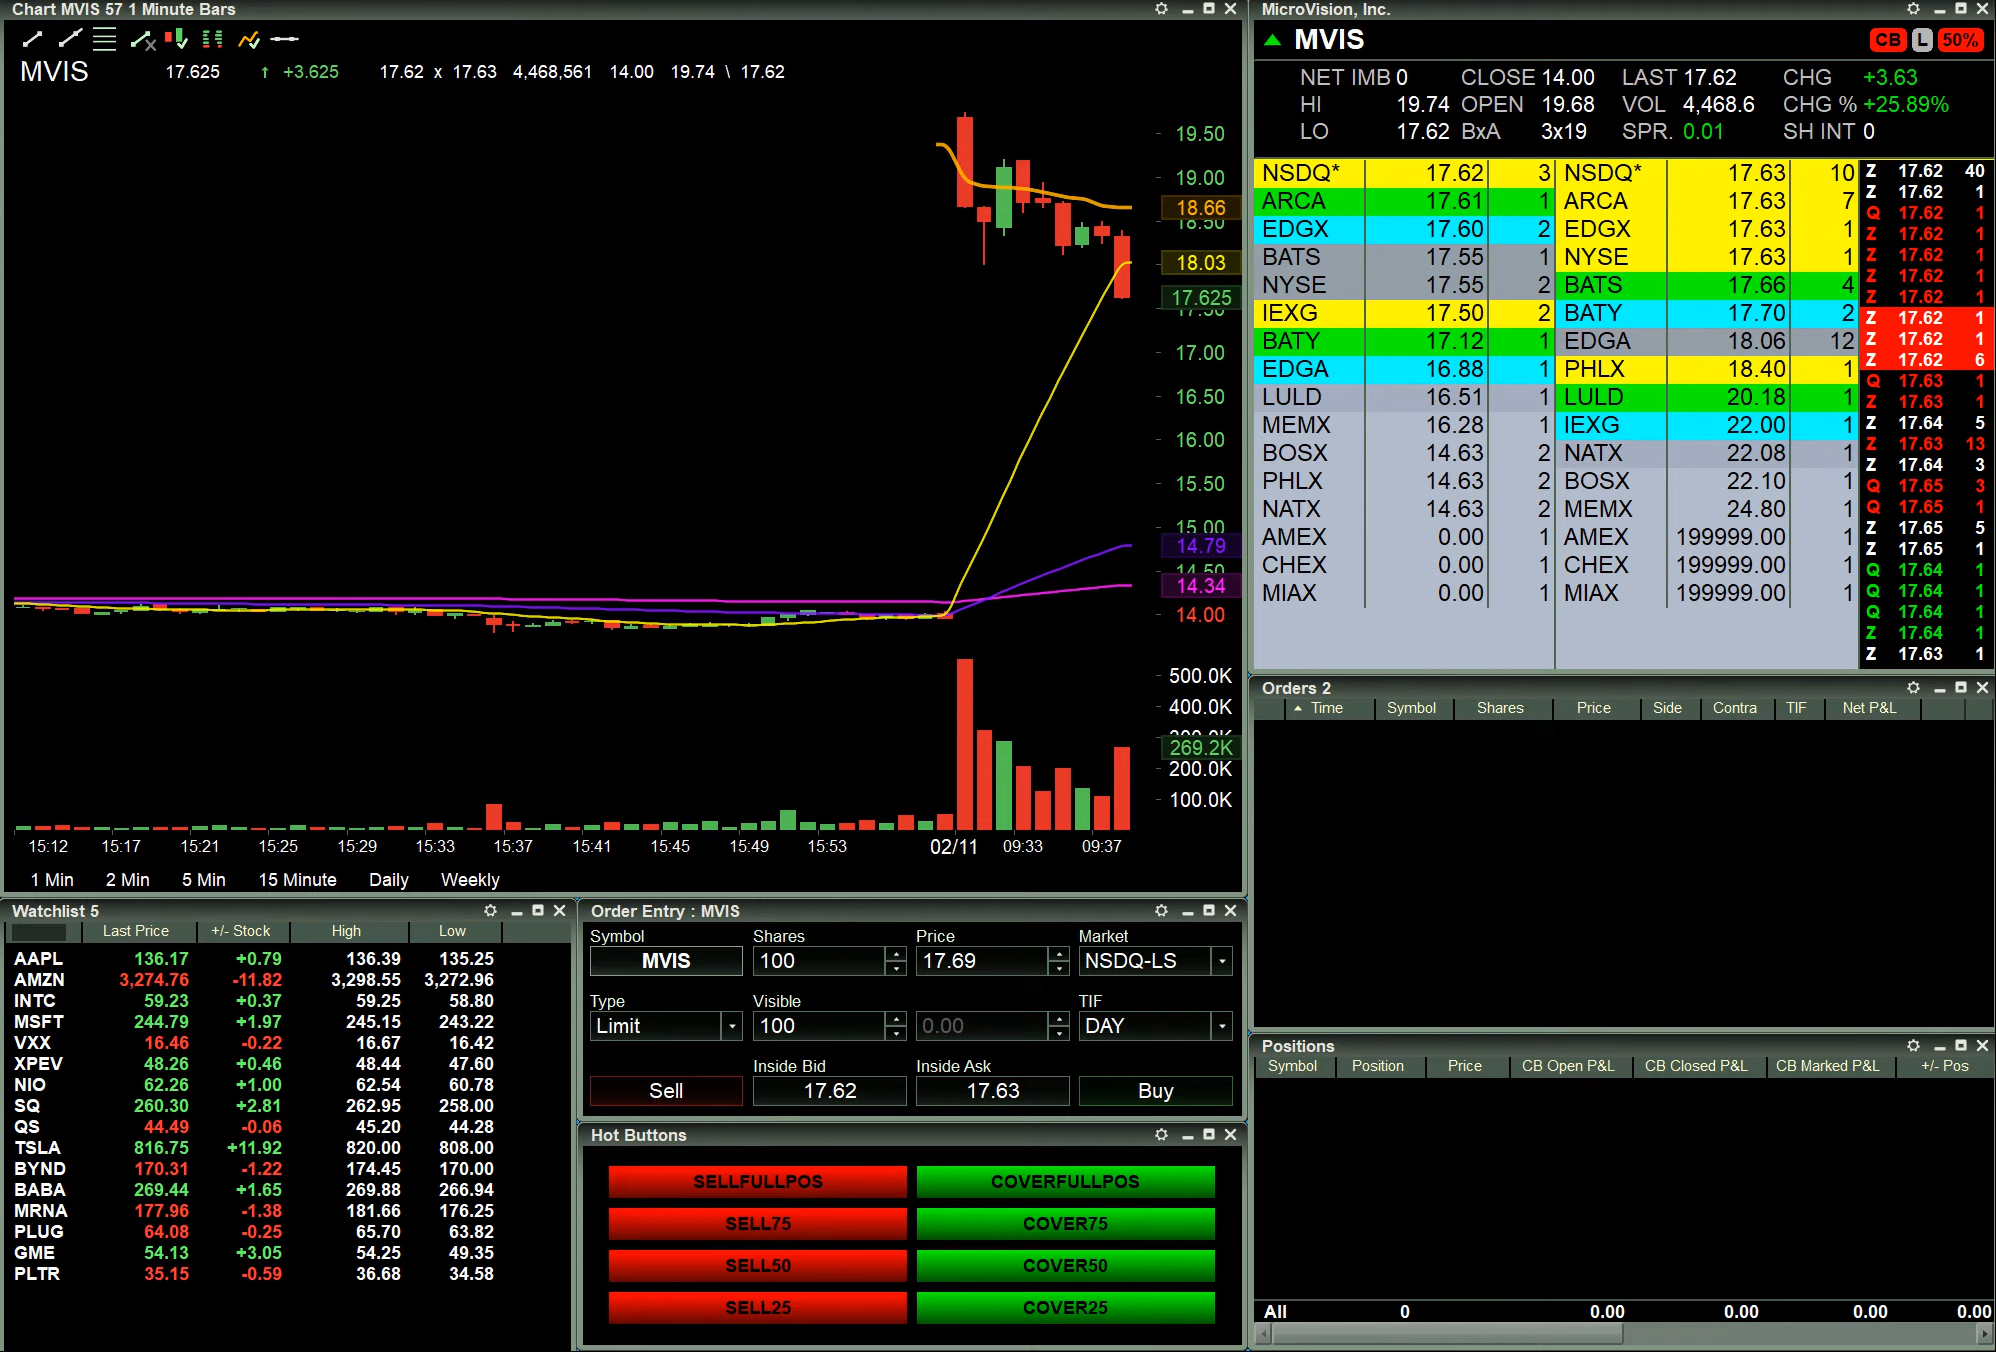 Chart MVIS 57 1 Minute Bars
MVIS 17.625 ↑ +3.625 17.62 x 17.63 4,468,561 14.00 19.74 \ 17.62
19.50
19.00
18.66
18.50
18.03
17.625
17.50
17.00
16.50
16.00
15.50
15.00
14.79
14.50
14.34
14.00
500.0K
400.0K
300.0K
269.2K
200.0K
100.0K
15:12 15:17 15:21 15:25 15:29 15:33 15:37 15:41 15:45 15:49 15:53 02/11 09:33 09:37
1 Min 2 Min 5 Min 15 Minute Daily Weekly
MicroVision, Inc.
MVIS CB L 50%
NET IMB 0 CLOSE 14.00 LAST 17.62 CHG +3.63
HI 19.74 OPEN 19.68 VOL 4,468.6 CHG % +25.89%
LO 17.62 BxA 3x19 SPR. 0.01 SH INT 0
NSDQ* 17.62 3 NSDQ* 17.63 10
ARCA 17.61 1 ARCA 17.63 7
EDGX 17.60 2 EDGX 17.63 1
BATS 17.55 1 NYSE 17.63 1
NYSE 17.55 2 BATS 17.66 4
IEXG 17.50 2 BATY 17.70 2
BATY 17.12 1 EDGA 18.06 12
EDGA 16.88 1 PHLX 18.40 1
LULD 16.51 1 LULD 20.18 1
MEMX 16.28 1 IEXG 22.00 1
BOSX 14.63 2 NATX 22.08 1
PHLX 14.63 2 BOSX 22.10 1
NATX 14.63 2 MEMX 24.80 1
AMEX 0.00 1 AMEX 199999.00 1
CHEX 0.00 1 CHEX 199999.00 1
MIAX 0.00 1 MIAX 199999.00 1
Z 17.62 40
Z 17.62 1
Q 17.62 1
Z 17.62 1
Z 17.62 1
Z 17.62 1
Z 17.62 1
Z 17.62 1
Z 17.62 1
Z 17.62 6
Q 17.63 1
Q 17.63 1
Z 17.64 5
Z 17.63 13
Z 17.64 3
Q 17.65 3
Q 17.65 1
Z 17.65 5
Z 17.65 1
Q 17.64 1
Q 17.64 1
Q 17.64 1
Z 17.64 1
Z 17.63 1
Orders 2
Time Symbol Shares Price Side Contra TIF Net P&L
Watchlist 5
Last Price +/- Stock High Low
AAPL 136.17 +0.79 136.39 135.25
AMZN 3,274.76 -11.82 3,298.55 3,272.96
INTC 59.23 +0.37 59.25 58.80
MSFT 244.79 +1.97 245.15 243.22
VXX 16.46 -0.22 16.67 16.42
XPEV 48.26 +0.46 48.44 47.60
NIO 62.26 +1.00 62.54 60.78
SQ 260.30 +2.81 262.95 258.00
QS 44.49 -0.06 45.20 44.28
TSLA 816.75 +11.92 820.00 808.00
BYND 170.31 -1.22 174.45 170.00
BABA 269.44 +1.65 269.88 266.94
MRNA 177.96 -1.38 181.66 176.25
PLUG 64.08 -0.25 65.70 63.82
GME 54.13 +3.05 54.25 49.35
PLTR 35.15 -0.59 36.68 34.58
Order Entry : MVIS
Symbol Shares Price Market
MVIS 100 17.69 NSDQ-LS
Type Visible TIF
Limit 100 0.00 DAY
Inside Bid Inside Ask
Sell 17.62 17.63 Buy
Hot Buttons
SELLFULLPOS COVERFULLPOS
SELL75 COVER75
SELL50 COVER50
SELL25 COVER25
Positions
Symbol Position Price CB Open P&L CB Closed P&L CB Marked P&L +/- Pos
All 0 0.00 0.00 0.00 0.00